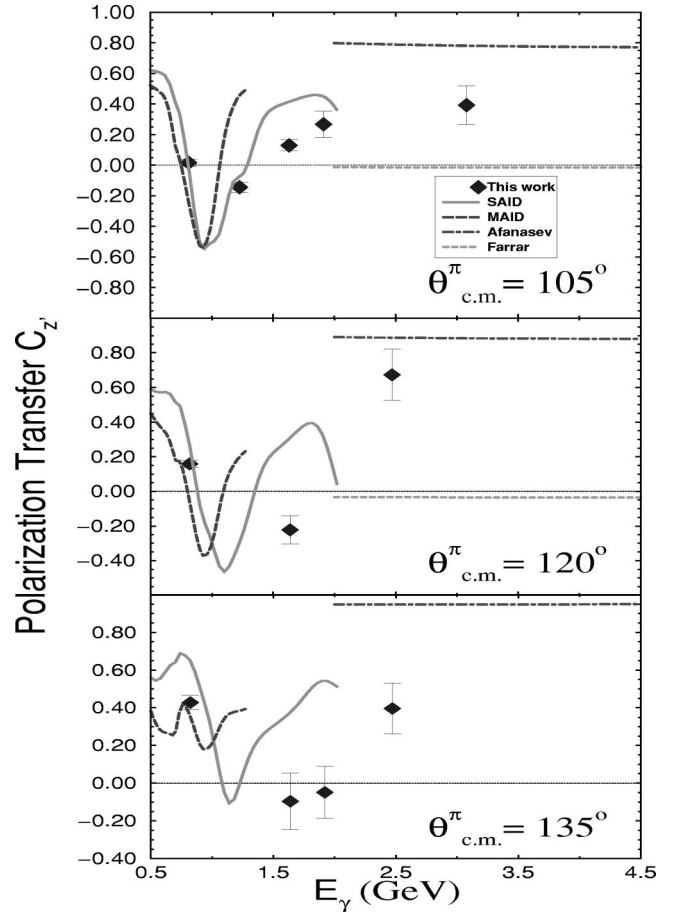 1.00
0.80
0.60
0.40
0.20
0.00
−0.20
−0.40
−0.60
−0.80
This work
SAID
MAID
Afanasev
Farrar
θπc.m. = 105°
0.80
0.60
0.40
0.20
0.00
−0.20
−0.40
θπc.m. = 120°
0.80
0.60
0.40
0.20
0.00
−0.20
−0.40
θπc.m. = 135°
0.5 1.5 2.5 3.5 4.5
Eγ (GeV)
Polarization Transfer Cz'